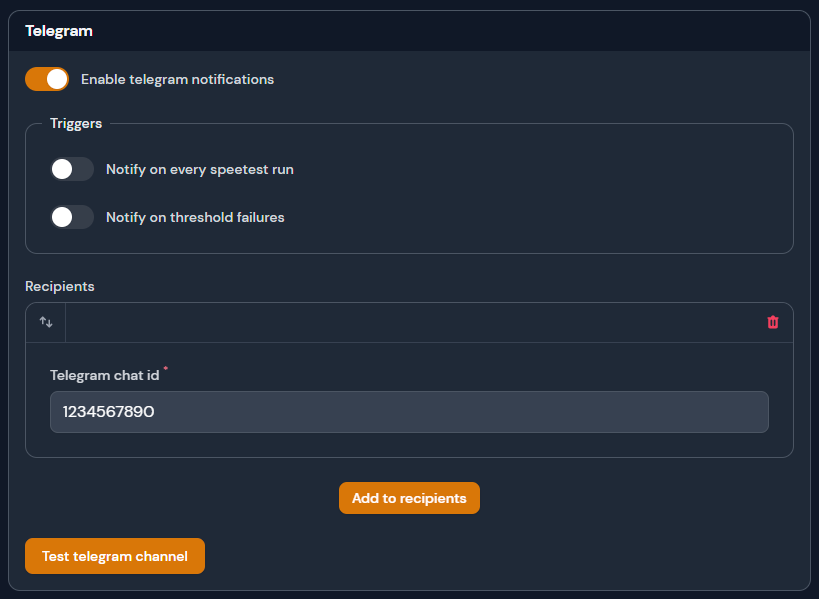 Telegram
Enable telegram notifications
Triggers
Notify on every speetest run
Notify on threshold failures
Recipients
Telegram chat id *
1234567890
Add to recipients
Test telegram channel